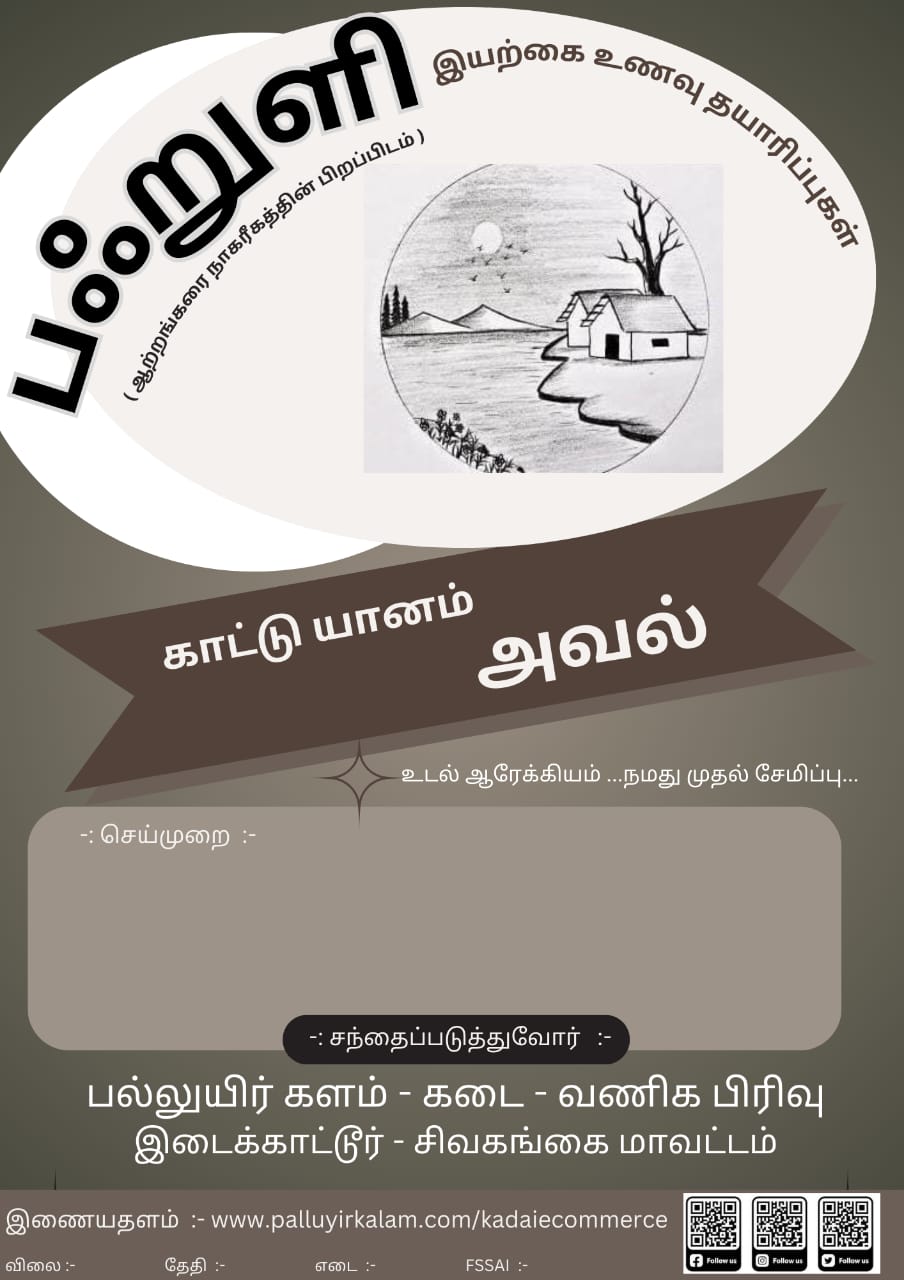 பஃறுளி
இயற்கை உணவு தயாரிப்புகள்
( ஆற்றங்கரை நாகரீகத்தின் பிறப்பிடம் )
காட்டு யானம்
அவல்
உடல் ஆரேக்கியம் ...நமது முதல் சேமிப்பு...
-: செய்முறை :-
-: சந்தைப்படுத்துவோர் :-
பல்லுயிர் களம் - கடை - வணிக பிரிவு
இடைக்காட்டூர் - சிவகங்கை மாவட்டம்
இணையதளம் :- www.palluyirkalam.com/kadaiecommerce
Follow us Follow us Follow us
விலை :- தேதி :- எடை :- FSSAI :-